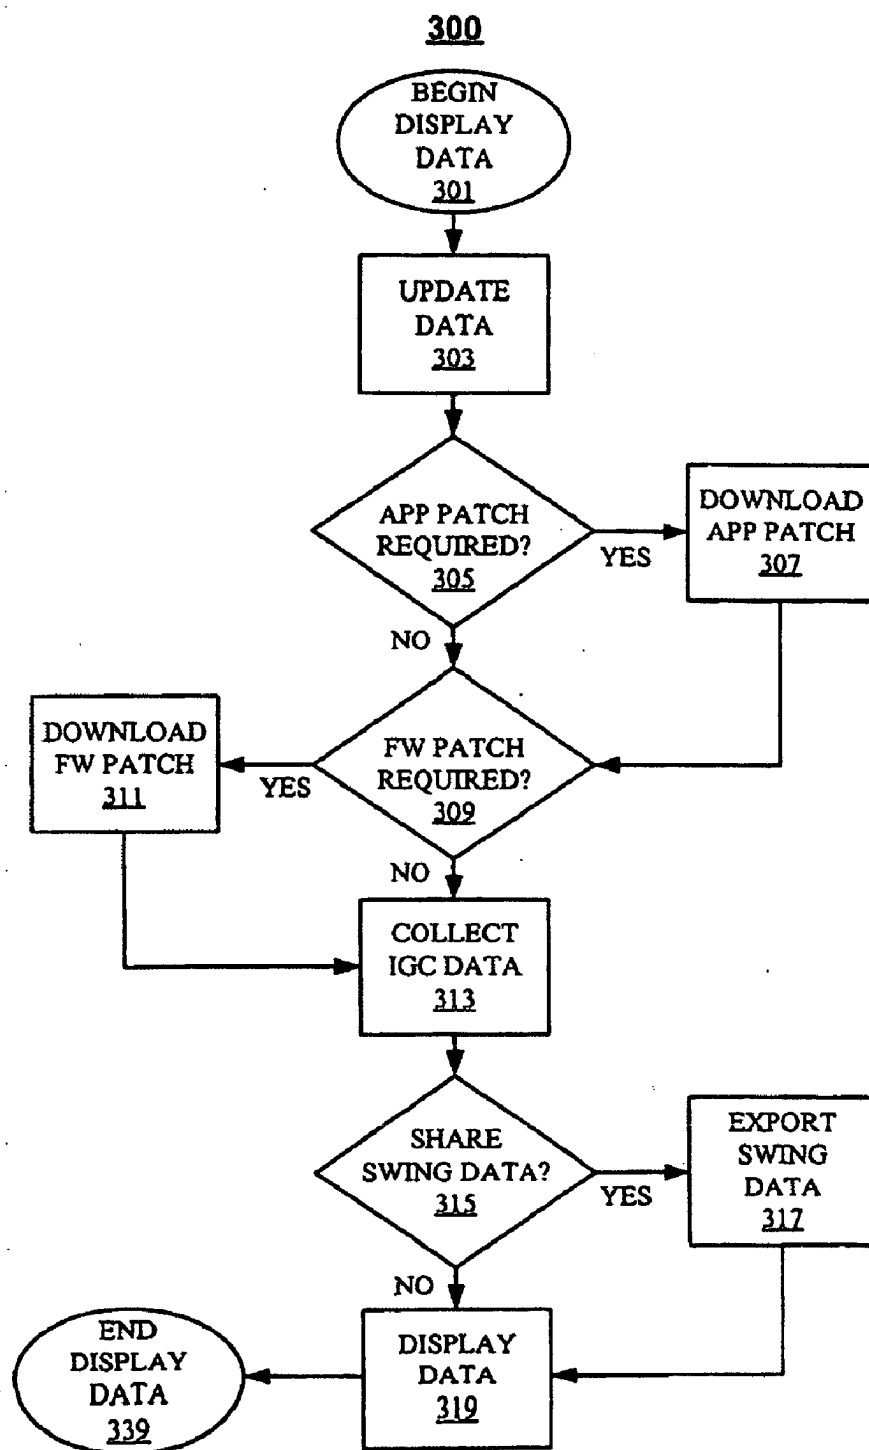 300
BEGIN
DISPLAY
DATA
301
UPDATE
DATA
303
APP PATCH
REQUIRED?
305
YES
DOWNLOAD
APP PATCH
307
NO
DOWNLOAD
FW PATCH
311
YES
FW PATCH
REQUIRED?
309
NO
COLLECT
IGC DATA
313
SHARE
SWING DATA?
315
YES
EXPORT
SWING
DATA
317
NO
END
DISPLAY
DATA
339
DISPLAY
DATA
319